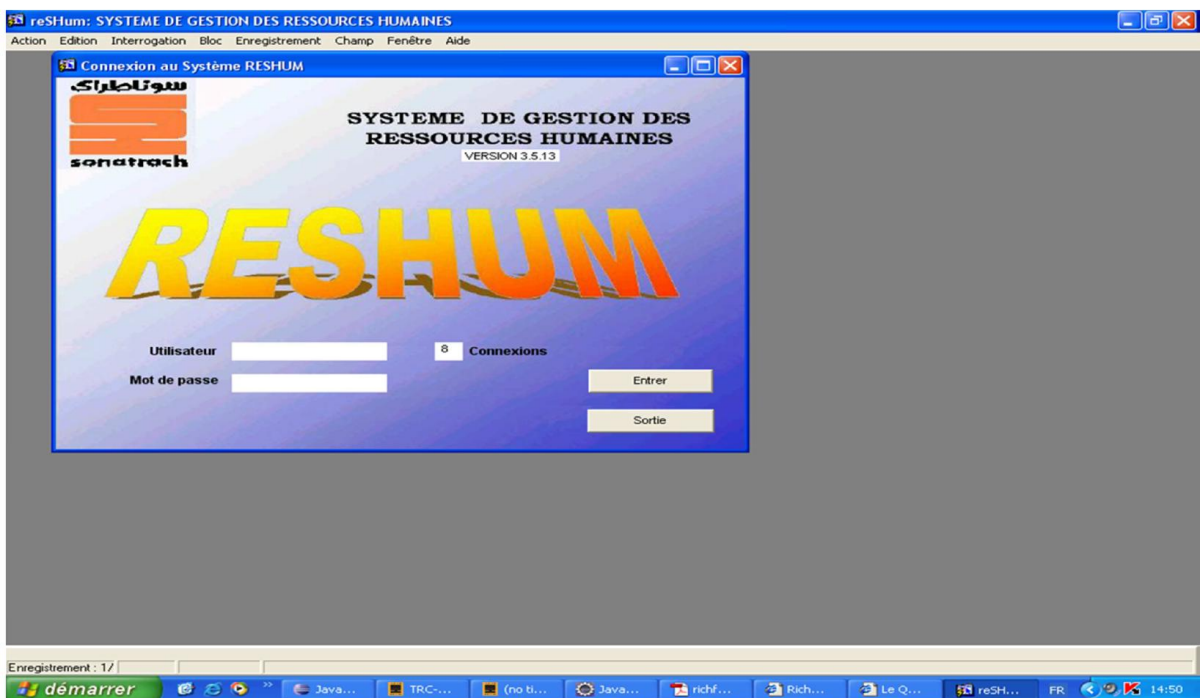 reSHum: SYSTEME DE GESTION DES RESSOURCES HUMAINES
Action Edition Interrogation Bloc Enregistrement Champ Fenêtre Aide
Connexion au Système RESHUM
سوناطراك
sonatrach
SYSTEME DE GESTION DES
RESSOURCES HUMAINES
VERSION 3.5.13
RESHUM
Utilisateur
8 Connexions
Mot de passe
Entrer
Sortie
Enregistrement : 1/
démarrer » Java... TRC-... (no ti... Java... richf... Rich... Le Q... reSH... FR 14:50